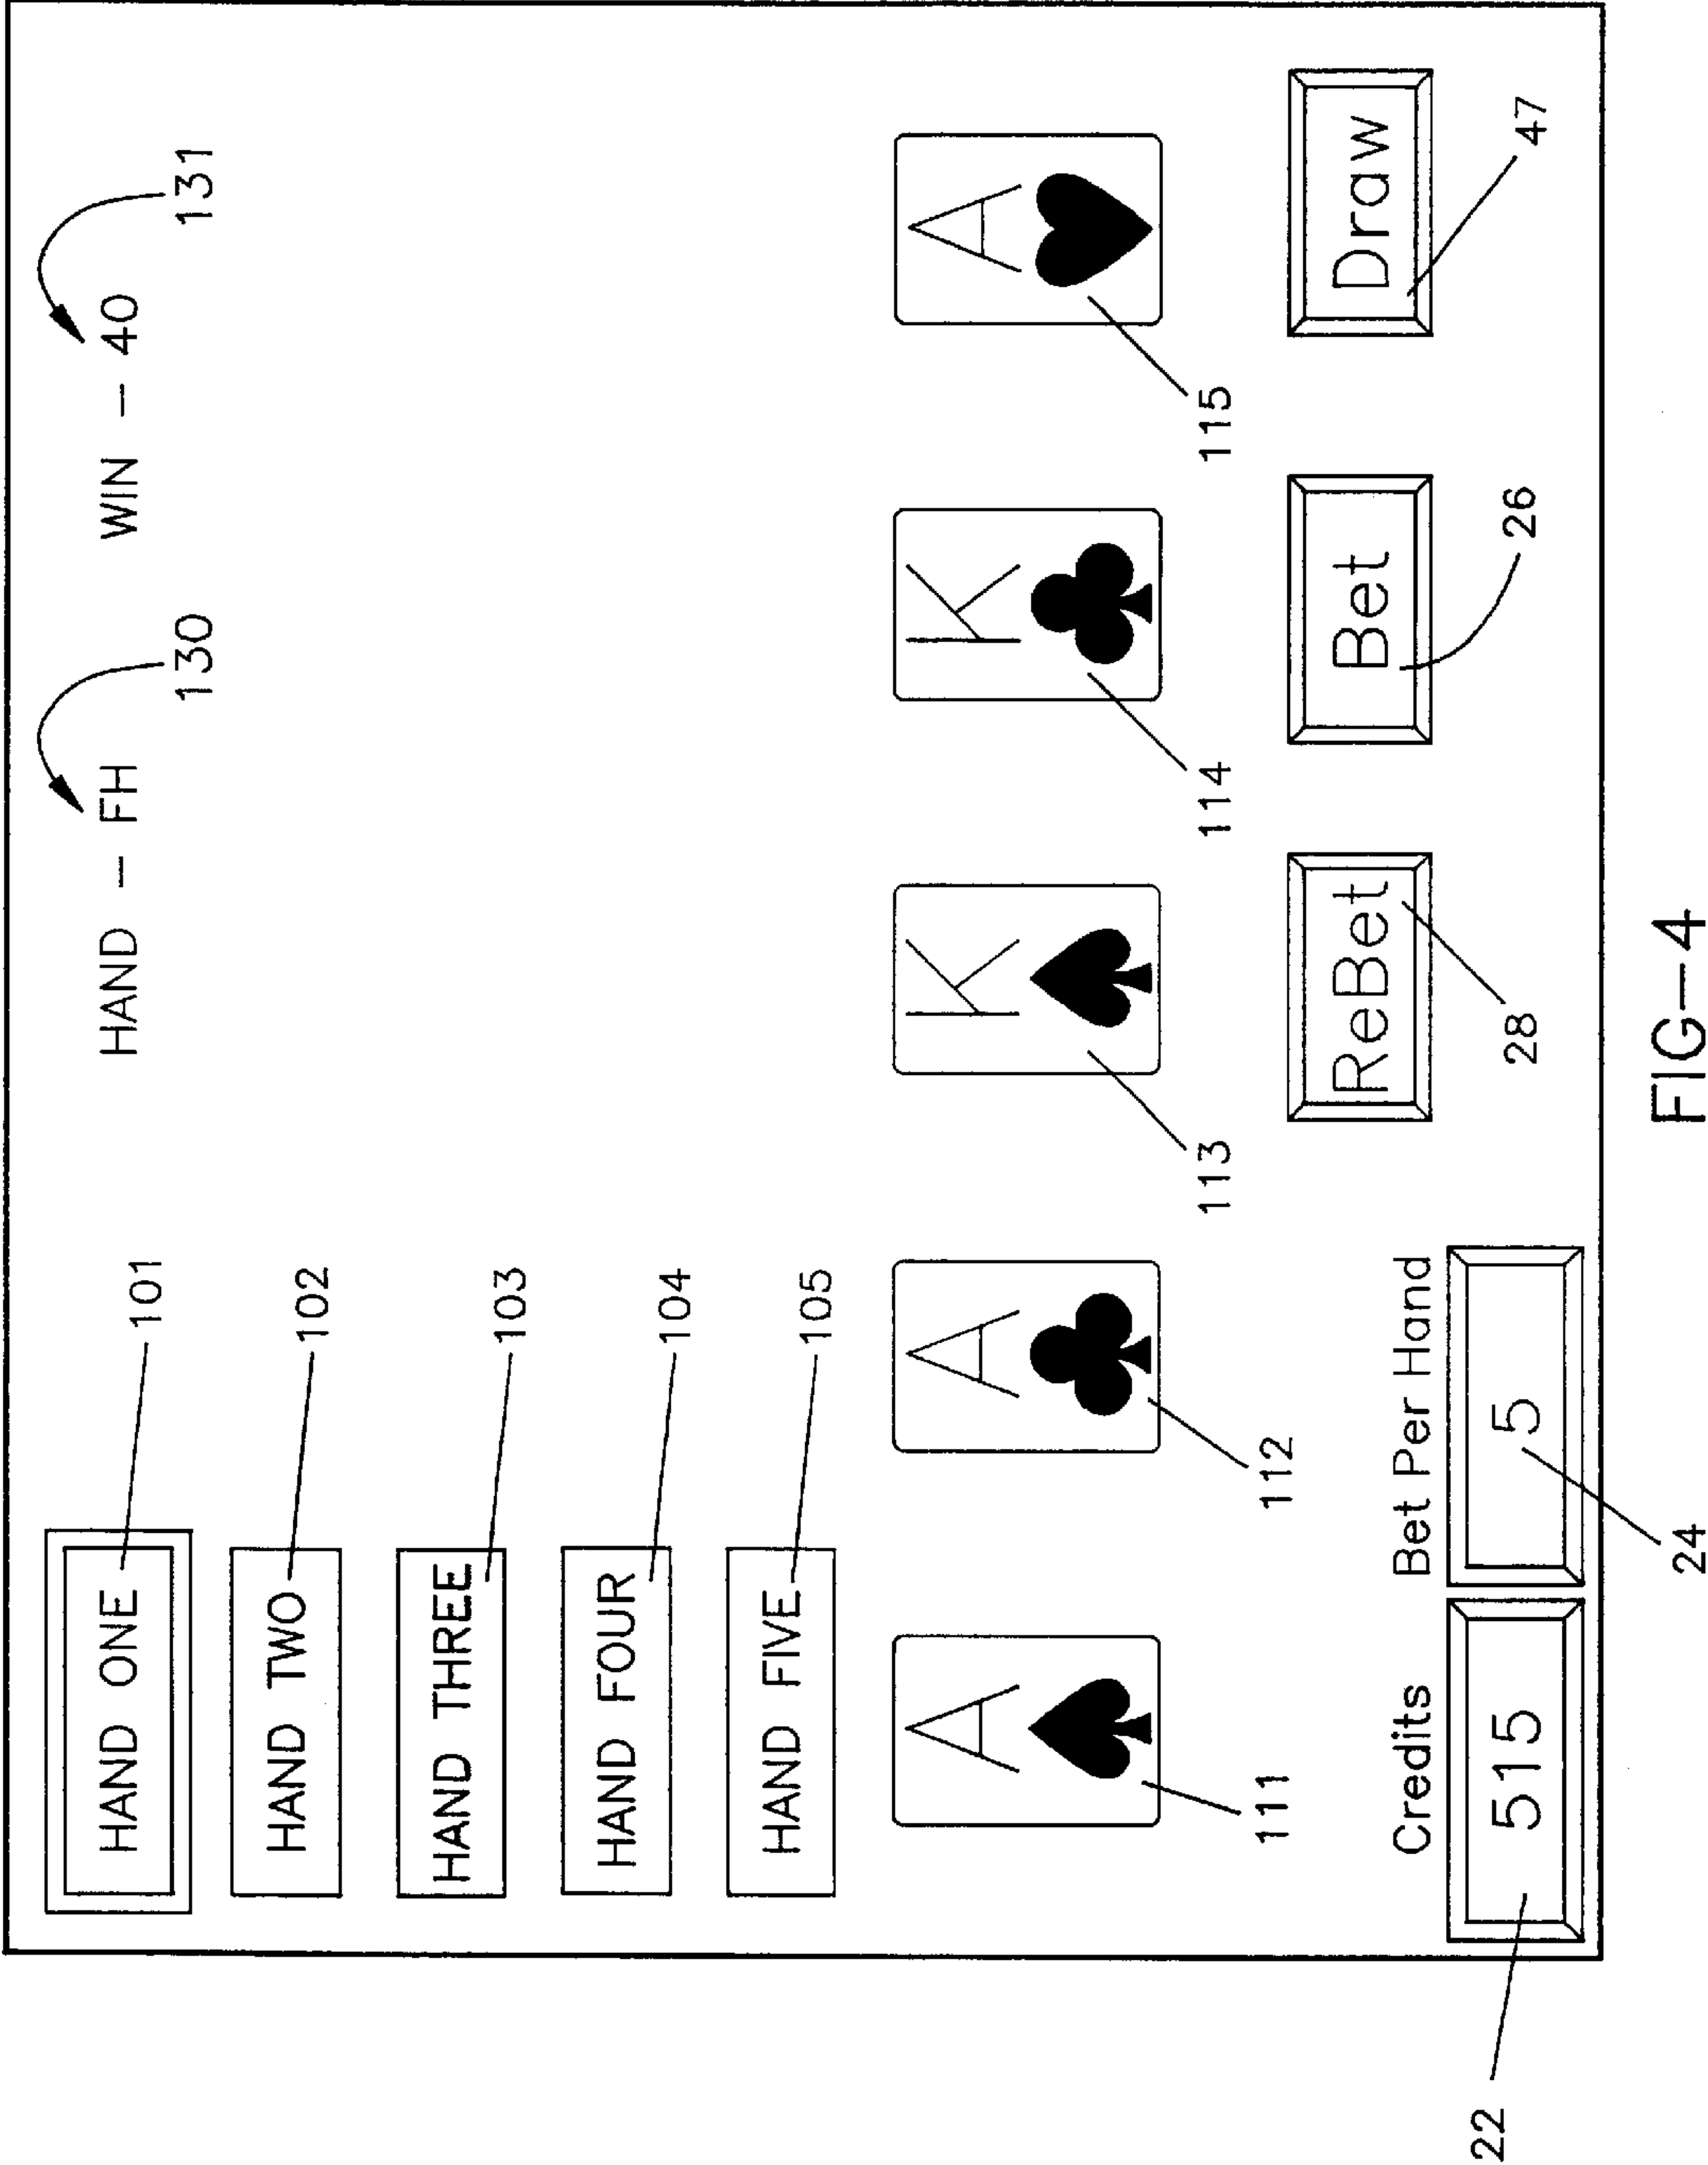 HAND ONE
101
HAND - FH
130
WIN - 40
131
HAND TWO
102
HAND THREE
103
HAND FOUR
104
HAND FIVE
105
A
A
K
K
A
111
112
113
114
115
Credits
Bet Per Hand
515
5
ReBet
Bet
Draw
22
24
28
26
47
FIG-4